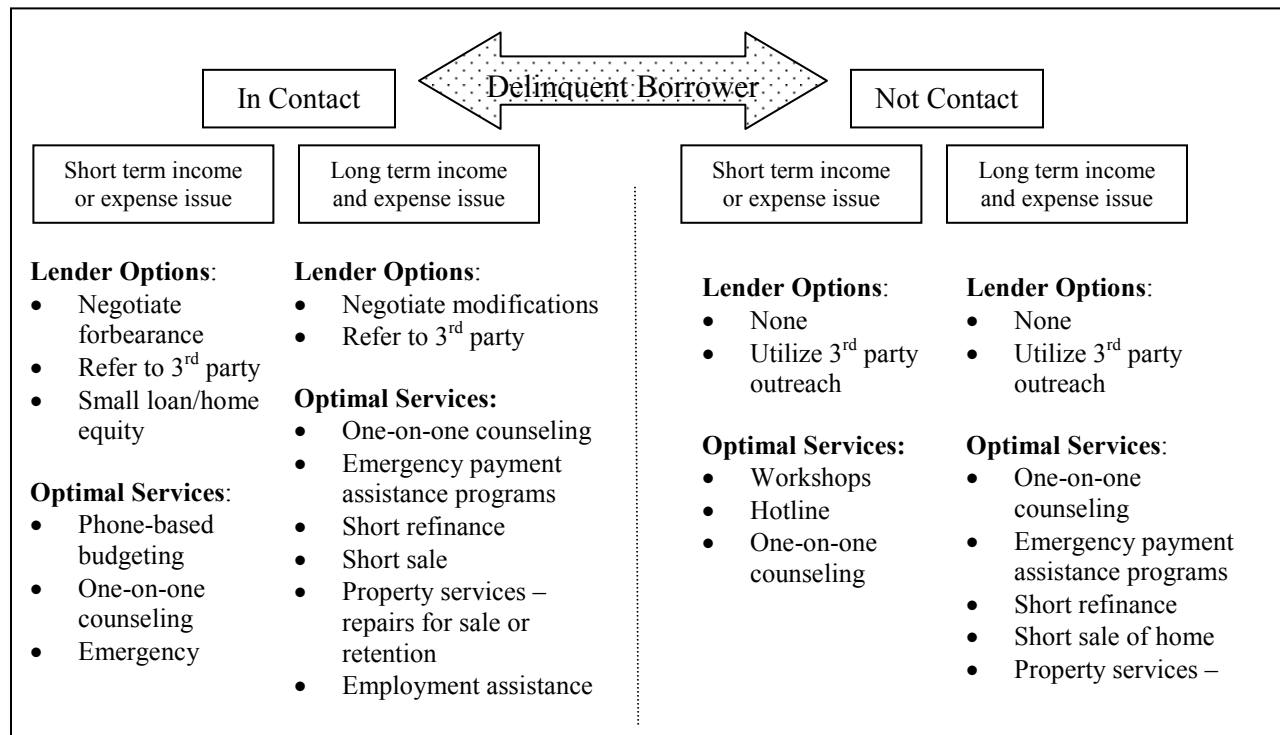 Delinquent Borrower
In Contact
Not Contact
Short term income
or expense issue
Long term income
and expense issue
Short term income
or expense issue
Long term income
and expense issue
Lender Options:
• Negotiate
forbearance
• Refer to 3rd party
• Small loan/home
equity
Optimal Services:
• Phone-based
budgeting
• One-on-one
counseling
• Emergency
Lender Options:
• Negotiate modifications
• Refer to 3rd party
Optimal Services:
• One-on-one counseling
• Emergency payment
assistance programs
• Short refinance
• Short sale
• Property services –
repairs for sale or
retention
• Employment assistance
Lender Options:
• None
• Utilize 3rd party
outreach
Optimal Services:
• Workshops
• Hotline
• One-on-one
counseling
Lender Options:
• None
• Utilize 3rd party
outreach
Optimal Services:
• One-on-one
counseling
• Emergency payment
assistance programs
• Short refinance
• Short sale of home
• Property services –